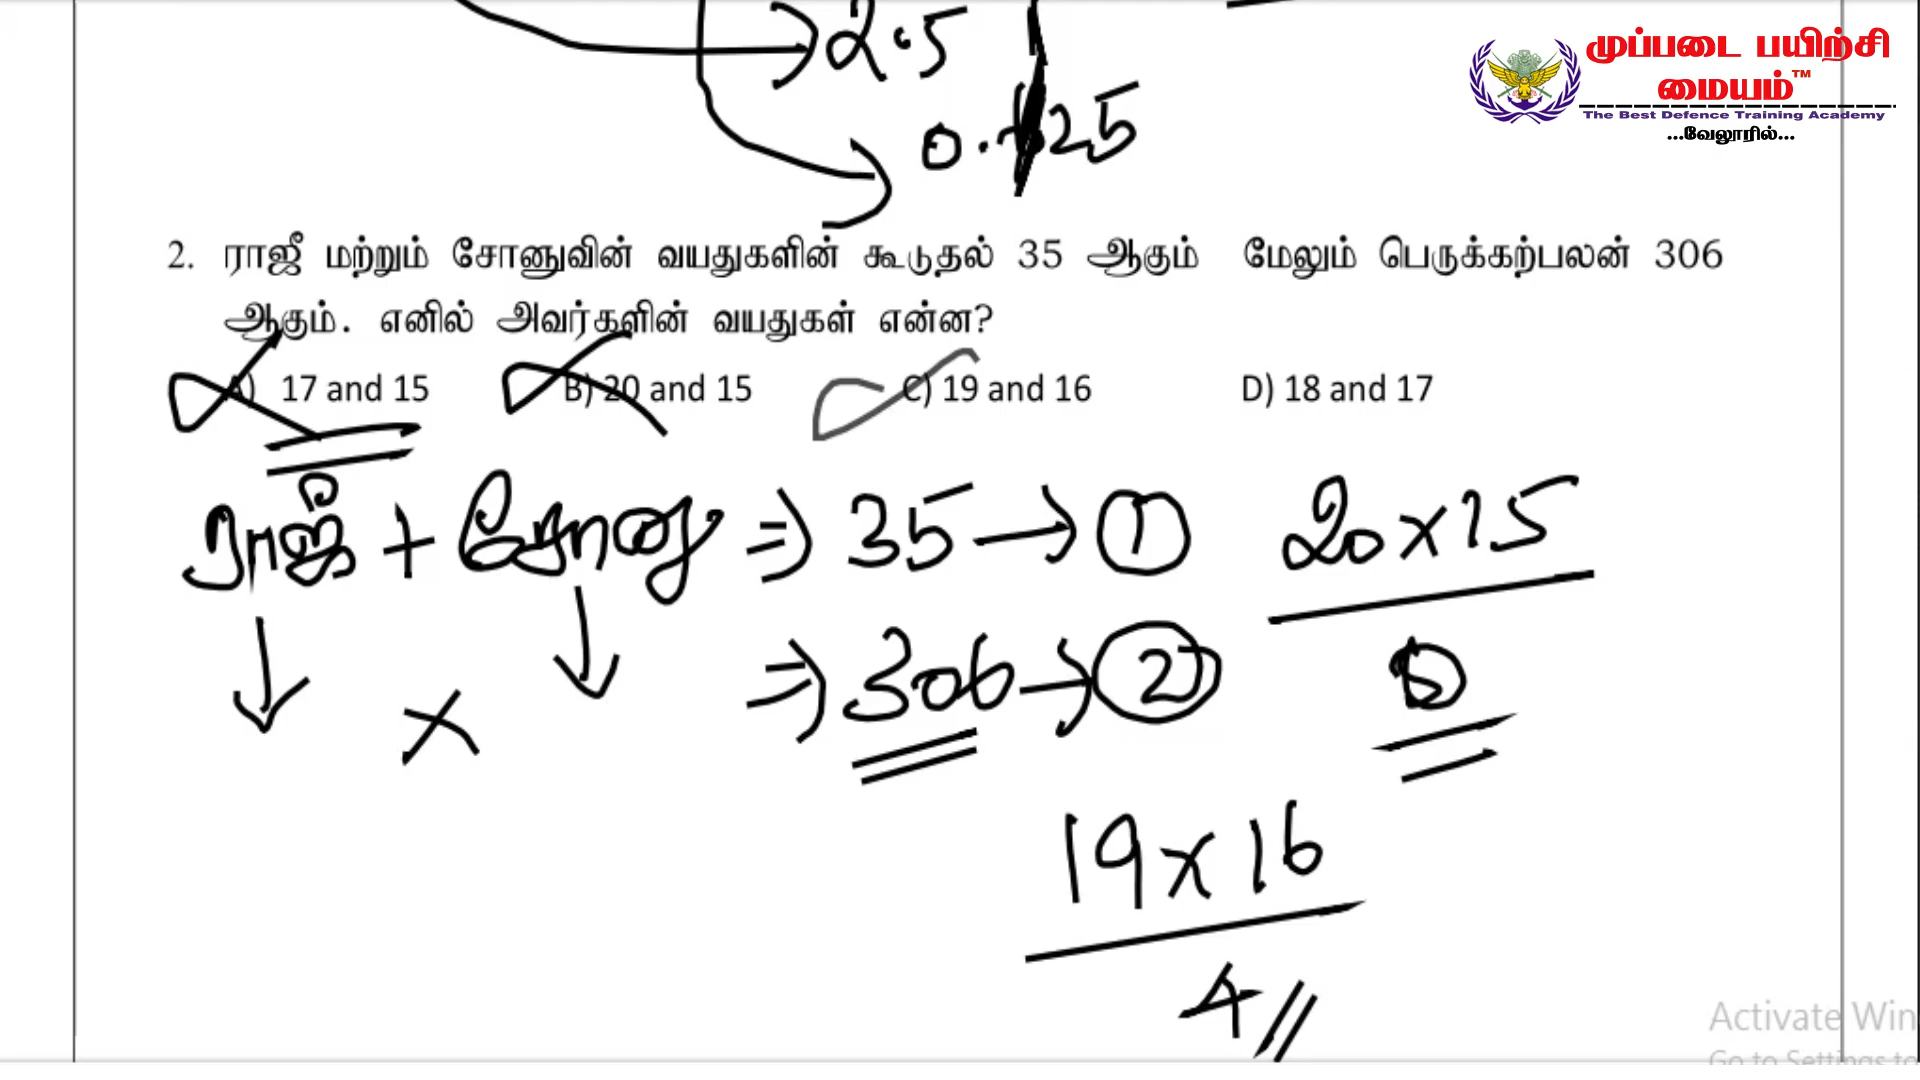 2.5
முப்படை பயிற்சி
மையம்™
The Best Defence Training Academy
...வேலூரில்...
0.125
2. ராஜீ மற்றும் சோனுவின் வயதுகளின் கூடுதல் 35 ஆகும் மேலும் பெருக்கற்பலன் 306
ஆகும். எனில் அவர்களின் வயதுகள் என்ன?
A) 17 and 15 B) 20 and 15 C) 19 and 16 D) 18 and 17
ராஜீ + சோனு ⇒ 35 → 1 20 x 15
x ⇒ 306 → 2
19 x 16
4
Activate Win
Go to Settings to